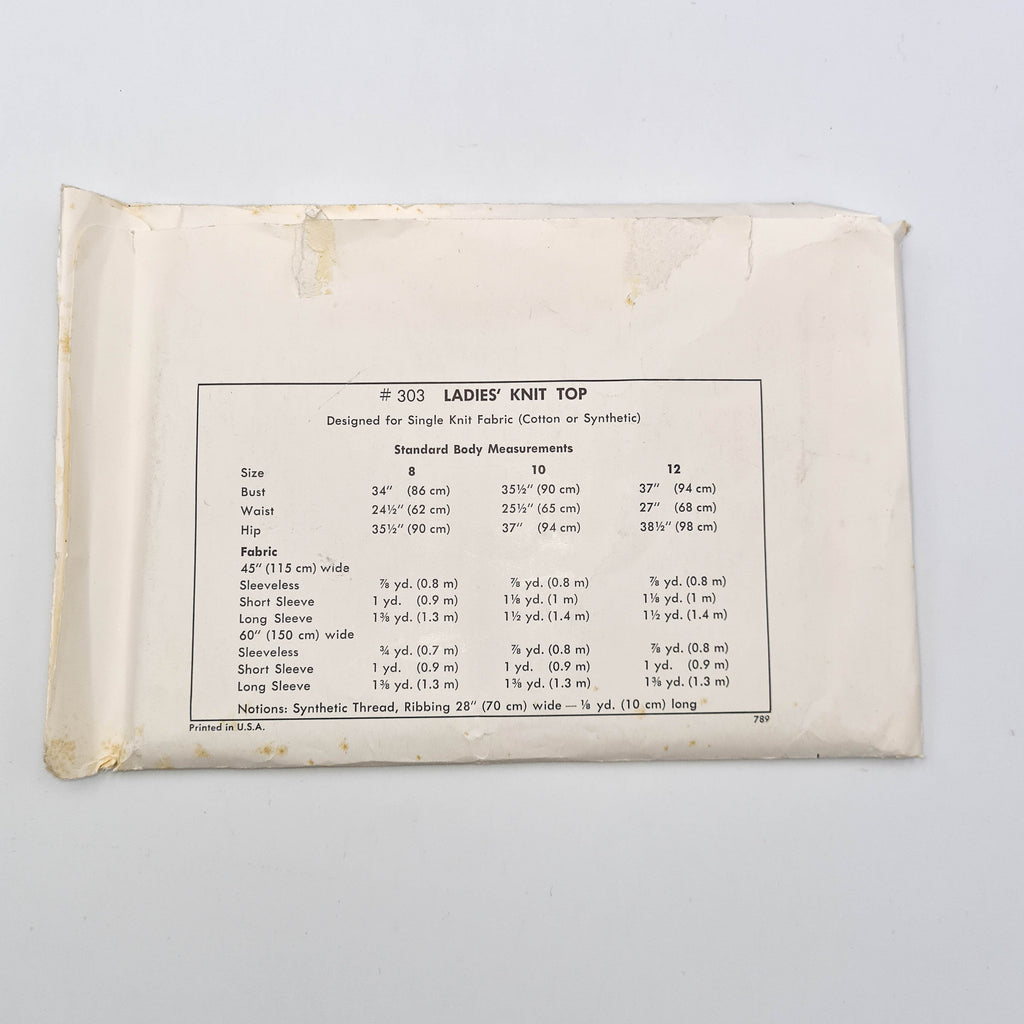 # 303 LADIES' KNIT TOP
Designed for Single Knit Fabric (Cotton or Synthetic)
Standard Body Measurements
Size 8 10 12
Bust 34" (86 cm) 35½" (90 cm) 37" (94 cm)
Waist 24½" (62 cm) 25½" (65 cm) 27" (68 cm)
Hip 35½" (90 cm) 37" (94 cm) 38½" (98 cm)
Fabric
45" (115 cm) wide
Sleeveless ⅞ yd. (0.8 m) ⅞ yd. (0.8 m) ⅞ yd. (0.8 m)
Short Sleeve 1 yd. (0.9 m) 1⅛ yd. (1 m) 1⅛ yd. (1 m)
Long Sleeve 1⅜ yd. (1.3 m) 1½ yd. (1.4 m) 1½ yd. (1.4 m)
60" (150 cm) wide
Sleeveless ¾ yd. (0.7 m) ⅞ yd. (0.8 m) ⅞ yd. (0.8 m)
Short Sleeve 1 yd. (0.9 m) 1 yd. (0.9 m) 1 yd. (0.9 m)
Long Sleeve 1⅜ yd. (1.3 m) 1⅜ yd. (1.3 m) 1⅜ yd. (1.3 m)
Notions: Synthetic Thread, Ribbing 28" (70 cm) wide — ⅛ yd. (10 cm) long
Printed in U.S.A. 789